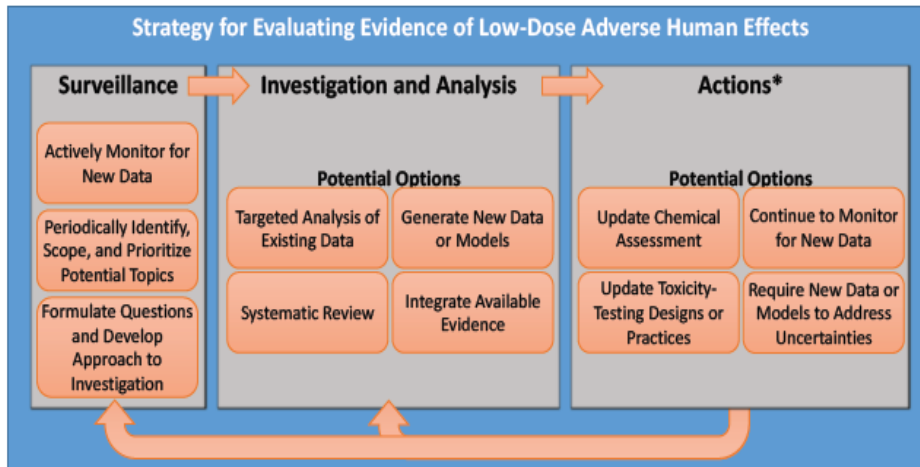 Strategy for Evaluating Evidence of Low-Dose Adverse Human Effects
Surveillance
Actively Monitor for
New Data
Periodically Identify,
Scope, and Prioritize
Potential Topics
Formulate Questions
and Develop
Approach to
Investigation
Investigation and Analysis
Potential Options
Targeted Analysis of
Existing Data
Generate New Data
or Models
Systematic Review
Integrate Available
Evidence
Actions*
Potential Options
Update Chemical
Assessment
Continue to Monitor
for New Data
Update Toxicity-
Testing Designs or
Practices
Require New Data or
Models to Address
Uncertainties